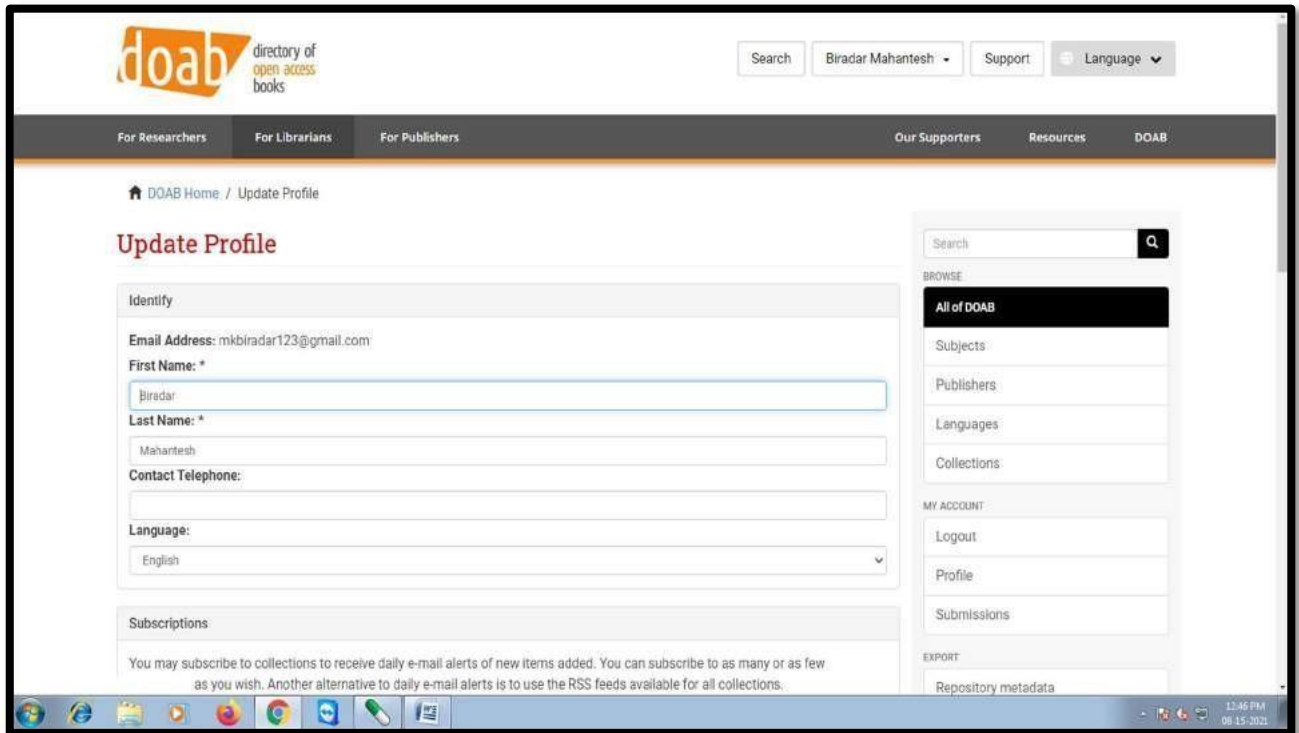 doab
directory of
open access
books
Search
Biradar Mahantesh
Support
Language
For Researchers
For Librarians
For Publishers
Our Supporters
Resources
DOAB
DOAB Home / Update Profile
Update Profile
Identify
Email Address: mkbiradar123@gmail.com
First Name: *
Biradar
Last Name: *
Mahantesh
Contact Telephone:
Language:
English
Subscriptions
You may subscribe to collections to receive daily e-mail alerts of new items added. You can subscribe to as many or as few
as you wish. Another alternative to daily e-mail alerts is to use the RSS feeds available for all collections.
Search
BROWSE
All of DOAB
Subjects
Publishers
Languages
Collections
MY ACCOUNT
Logout
Profile
Submissions
EXPORT
Repository metadata
12:46 PM
08-15-2021